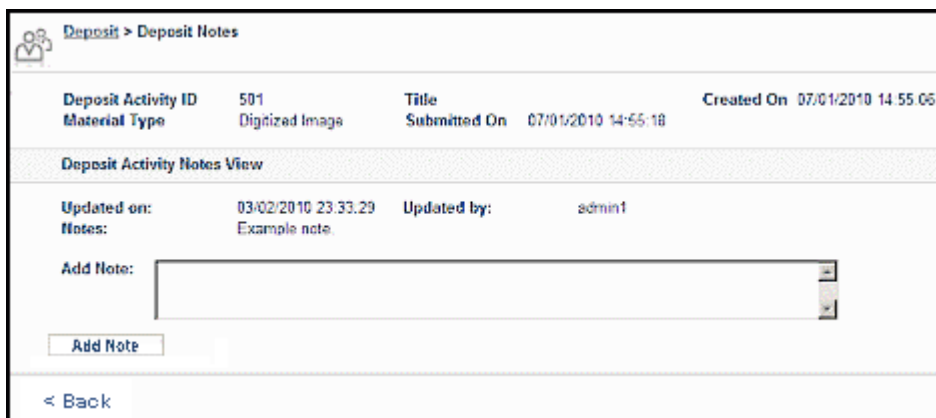 Deposit > Deposit Notes
Deposit Activity ID 501 Title Created On 07/01/2010 14:55:06
Material Type Digitized Image Submitted On 07/01/2010 14:55:18
Deposit Activity Notes View
Updated on: 03/02/2010 23:33:29 Updated by: admin1
Notes: Example note.
Add Note:
Add Note
< Back